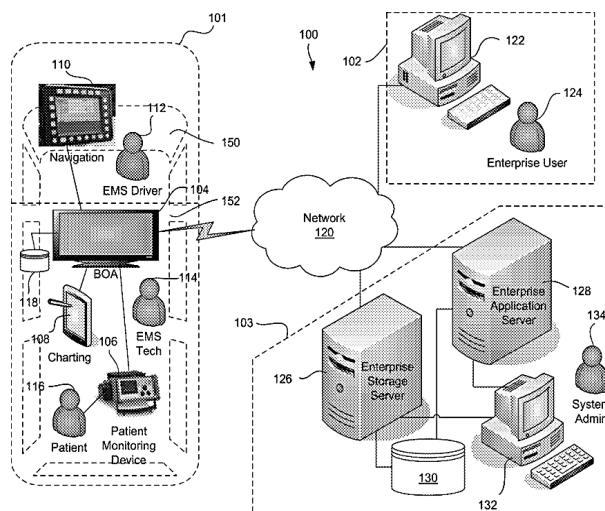 101
110
100
122
102
112
124
Navigation
150
EMS Driver
Enterprise User
104
152
Network
120
BOA
118
114
128
Enterprise
Application
Server
103
134
108
Charting
EMS
Tech
106
126
Enterprise
Storage
Server
116
System
Admin
Patient
Patient
Monitoring
Device
130
132